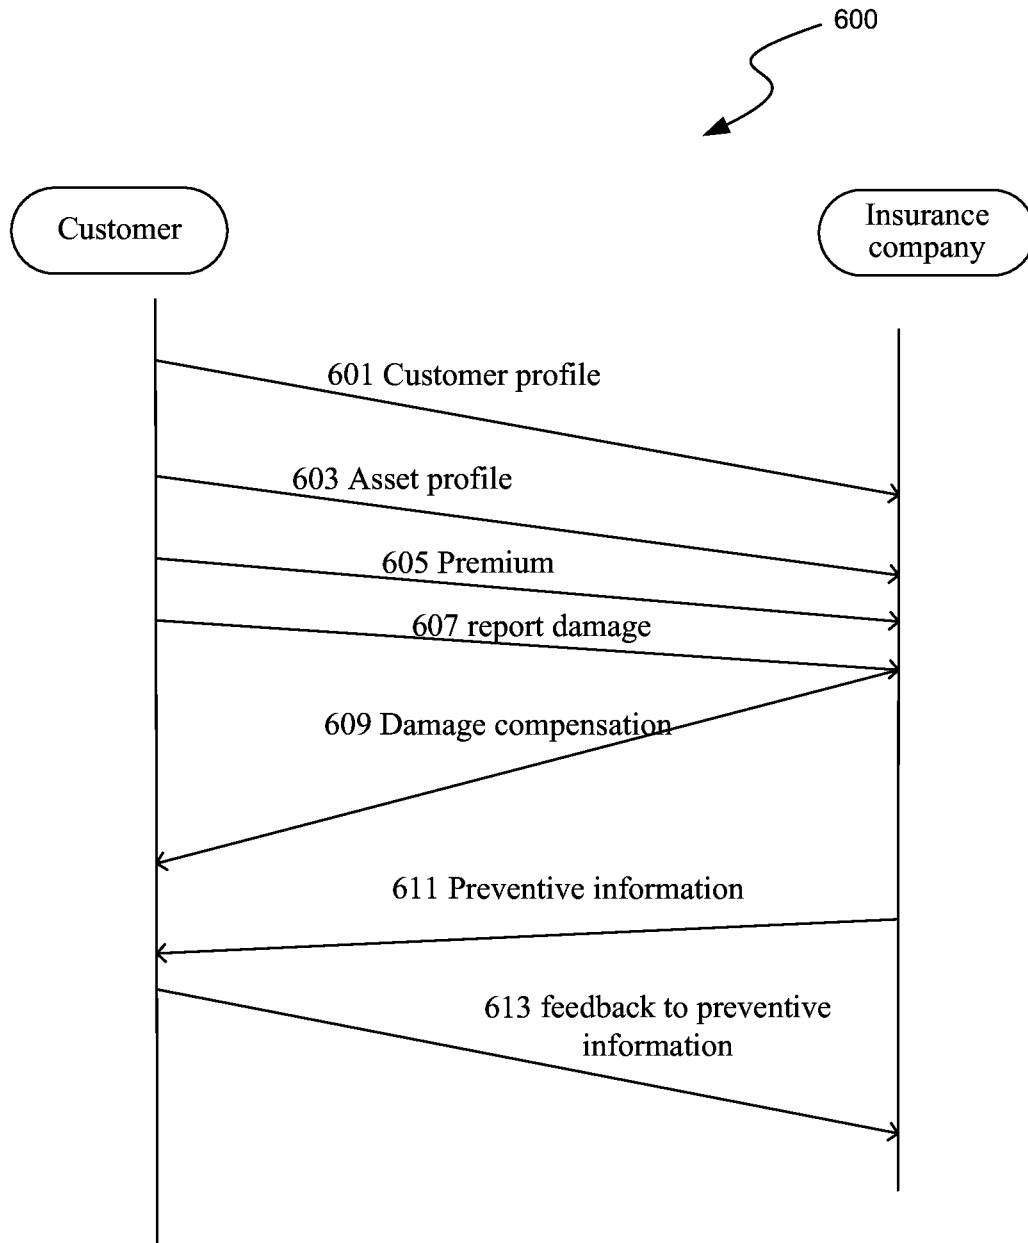 600
Customer
Insurance
company
601 Customer profile
603 Asset profile
605 Premium
607 report damage
609 Damage compensation
611 Preventive information
613 feedback to preventive
information